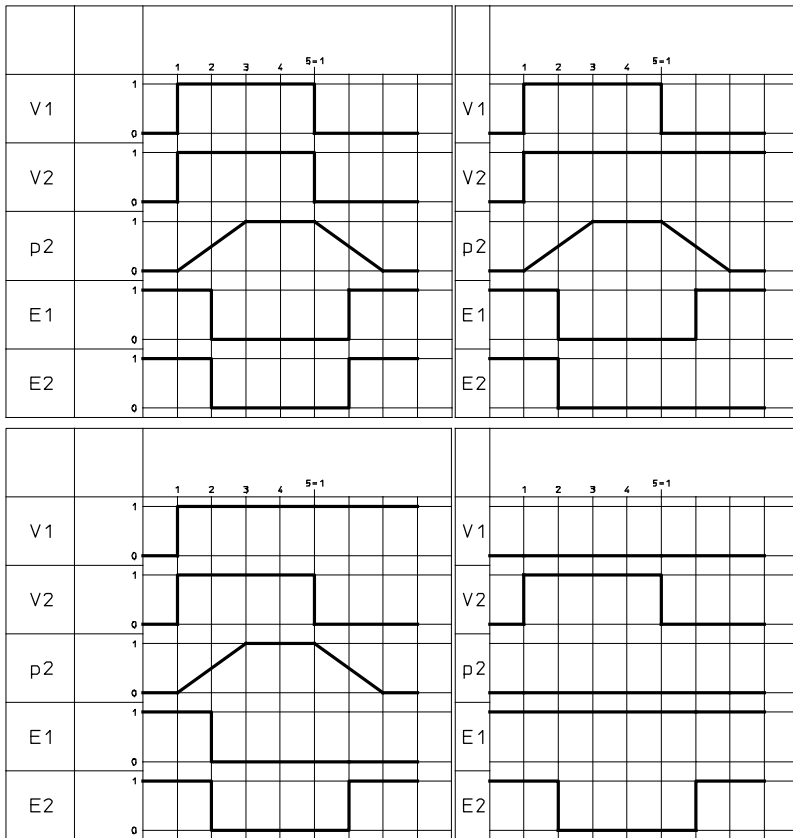 1 2 3 4 5=1
V1 1 0
V2 1 0
p2 1 0
E1 1 0
E2 1 0
1 2 3 4 5=1
V1
V2
p2
E1
E2
1 2 3 4 5=1
V1 1 0
V2 1 0
p2 1 0
E1 1 0
E2 1 0
1 2 3 4 5=1
V1
V2
p2
E1
E2